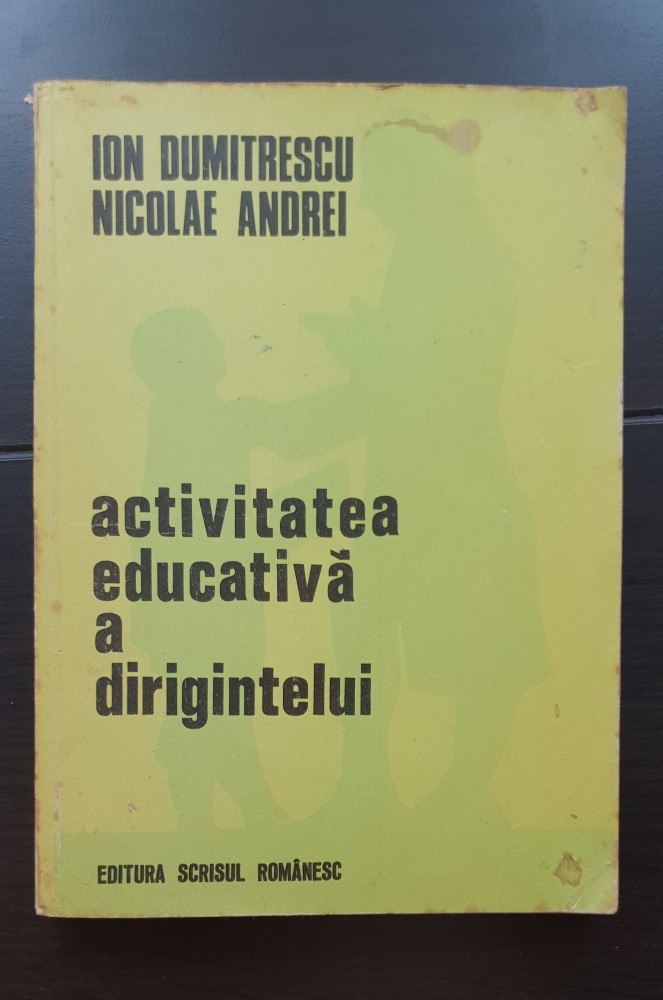 ION DUMITRESCU
NICOLAE ANDREI
activitatea
educativă
a
dirigintelui
EDITURA SCRISUL ROMÂNESC